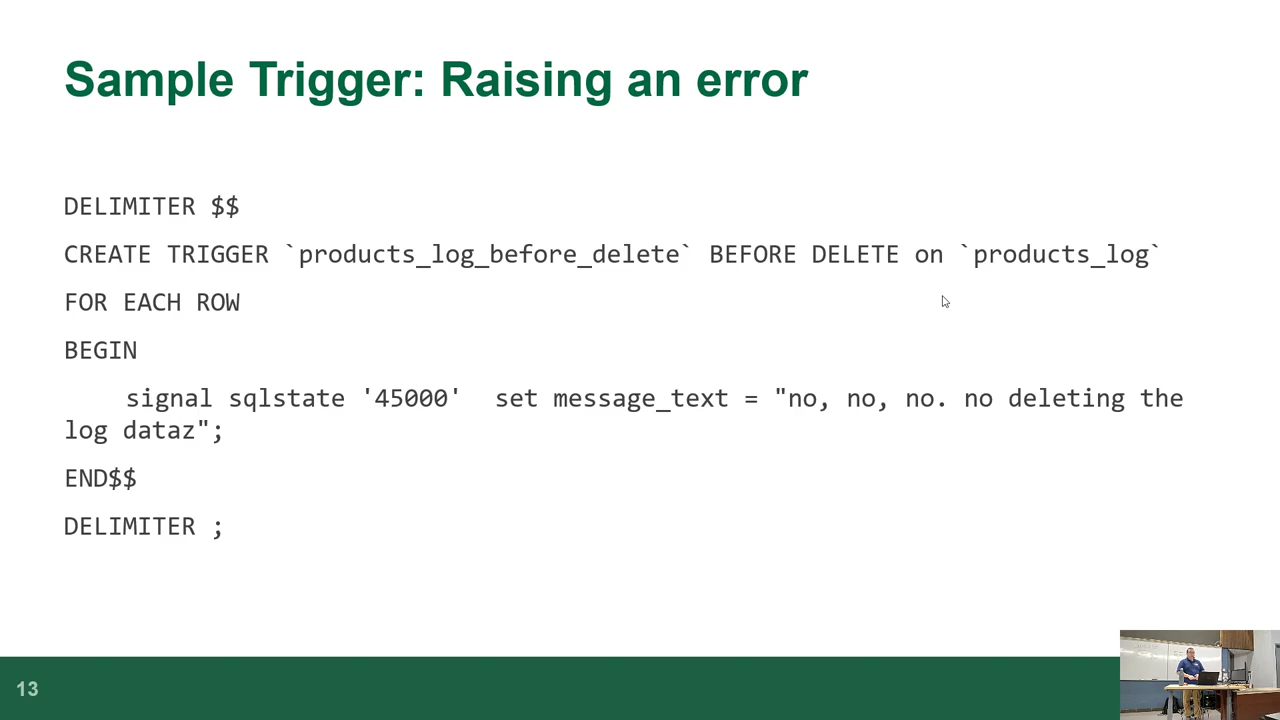 Sample Trigger: Raising an error
DELIMITER $$
CREATE TRIGGER `products_log_before_delete` BEFORE DELETE on `products_log`
FOR EACH ROW
BEGIN
signal sqlstate '45000'  set message_text = "no, no, no. no deleting the
log dataz";
END$$
DELIMITER ;
13